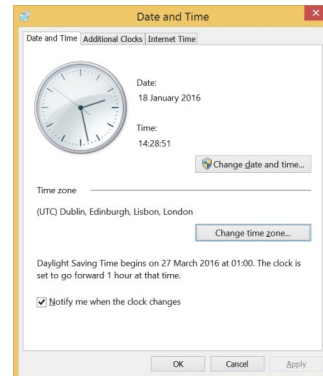 Date and Time
Date and Time Additional Clocks Internet Time
Date:
18 January 2016
Time:
14:28:51
Change date and time...
Time zone
(UTC) Dublin, Edinburgh, Lisbon, London
Change time zone...
Daylight Saving Time begins on 27 March 2016 at 01:00. The clock is
set to go forward 1 hour at that time.
Notify me when the clock changes
OK Cancel Apply